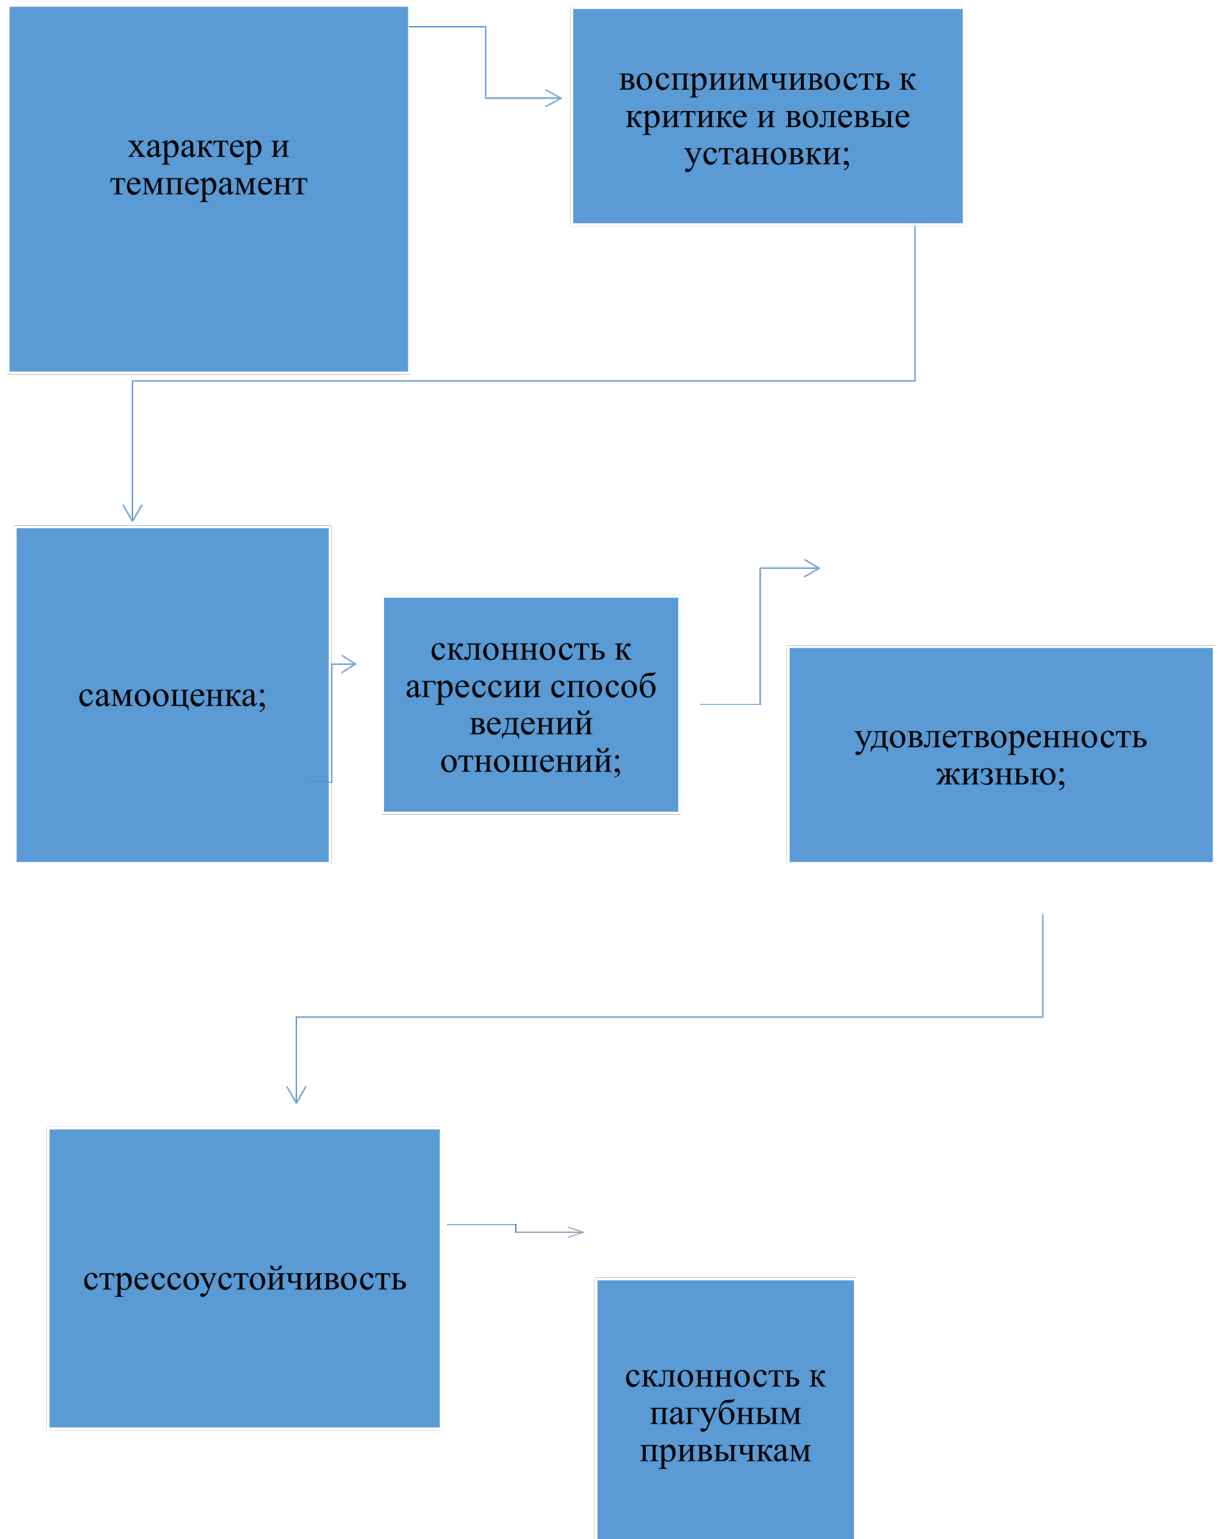 характер и
темперамент
восприимчивость к
критике и волевые
установки;
самооценка;
склонность к
агрессии способ
ведений
отношений;
удовлетворенность
жизнью;
стрессоустойчивость
склонность к
пагубным
привычкам